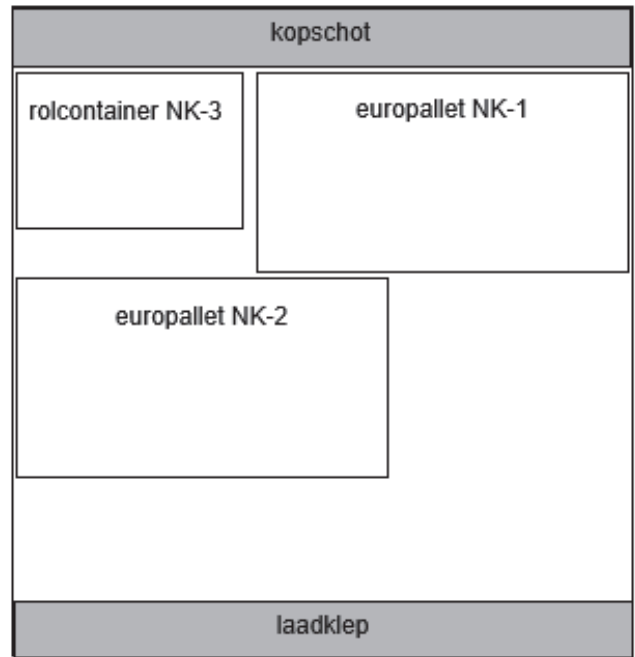 kopschot
rolcontainer NK-3
europallet NK-1
europallet NK-2
laadklep